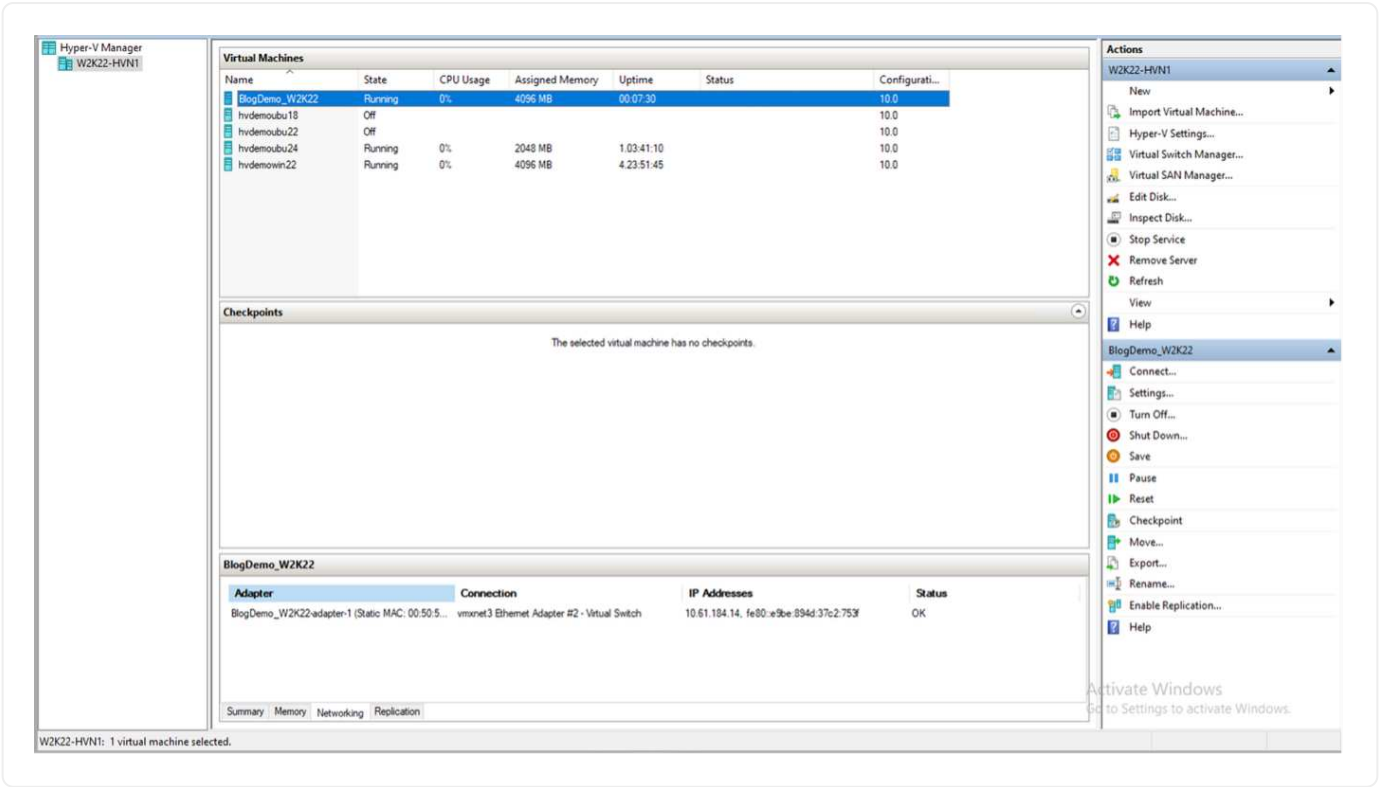 Hyper-V Manager
W2K22-HVN1
Virtual Machines
Name State CPU Usage Assigned Memory Uptime Status Configurati...
BlogDemo_W2K22 Running 0% 4096 MB 00:07:30 10.0
hvdemoubu18 Off 10.0
hvdemoubu22 Off 10.0
hvdemoubu24 Running 0% 2048 MB 1.03:41:10 10.0
hvdemowin22 Running 0% 4096 MB 4.23:51:45 10.0
Checkpoints
The selected virtual machine has no checkpoints.
BlogDemo_W2K22
Adapter Connection IP Addresses Status
BlogDemo_W2K22-adapter-1 (Static MAC: 00:50:5... vmxnet3 Ethernet Adapter #2 - Virtual Switch 10.61.184.14, fe80::e9be:894d:37c2:753f OK
Summary Memory Networking Replication
Actions
W2K22-HVN1
New
Import Virtual Machine...
Hyper-V Settings...
Virtual Switch Manager...
Virtual SAN Manager...
Edit Disk...
Inspect Disk...
Stop Service
Remove Server
Refresh
View
Help
BlogDemo_W2K22
Connect...
Settings...
Turn Off...
Shut Down...
Save
Pause
Reset
Checkpoint
Move...
Export...
Rename...
Enable Replication...
Help
Activate Windows
Go to Settings to activate Windows.
W2K22-HVN1: 1 virtual machine selected.